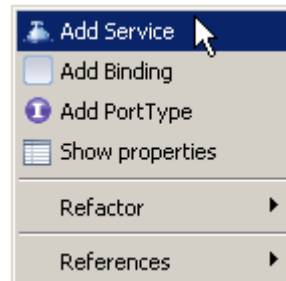 Add Service
Add Binding
Add PortType
Show properties
Refactor
References